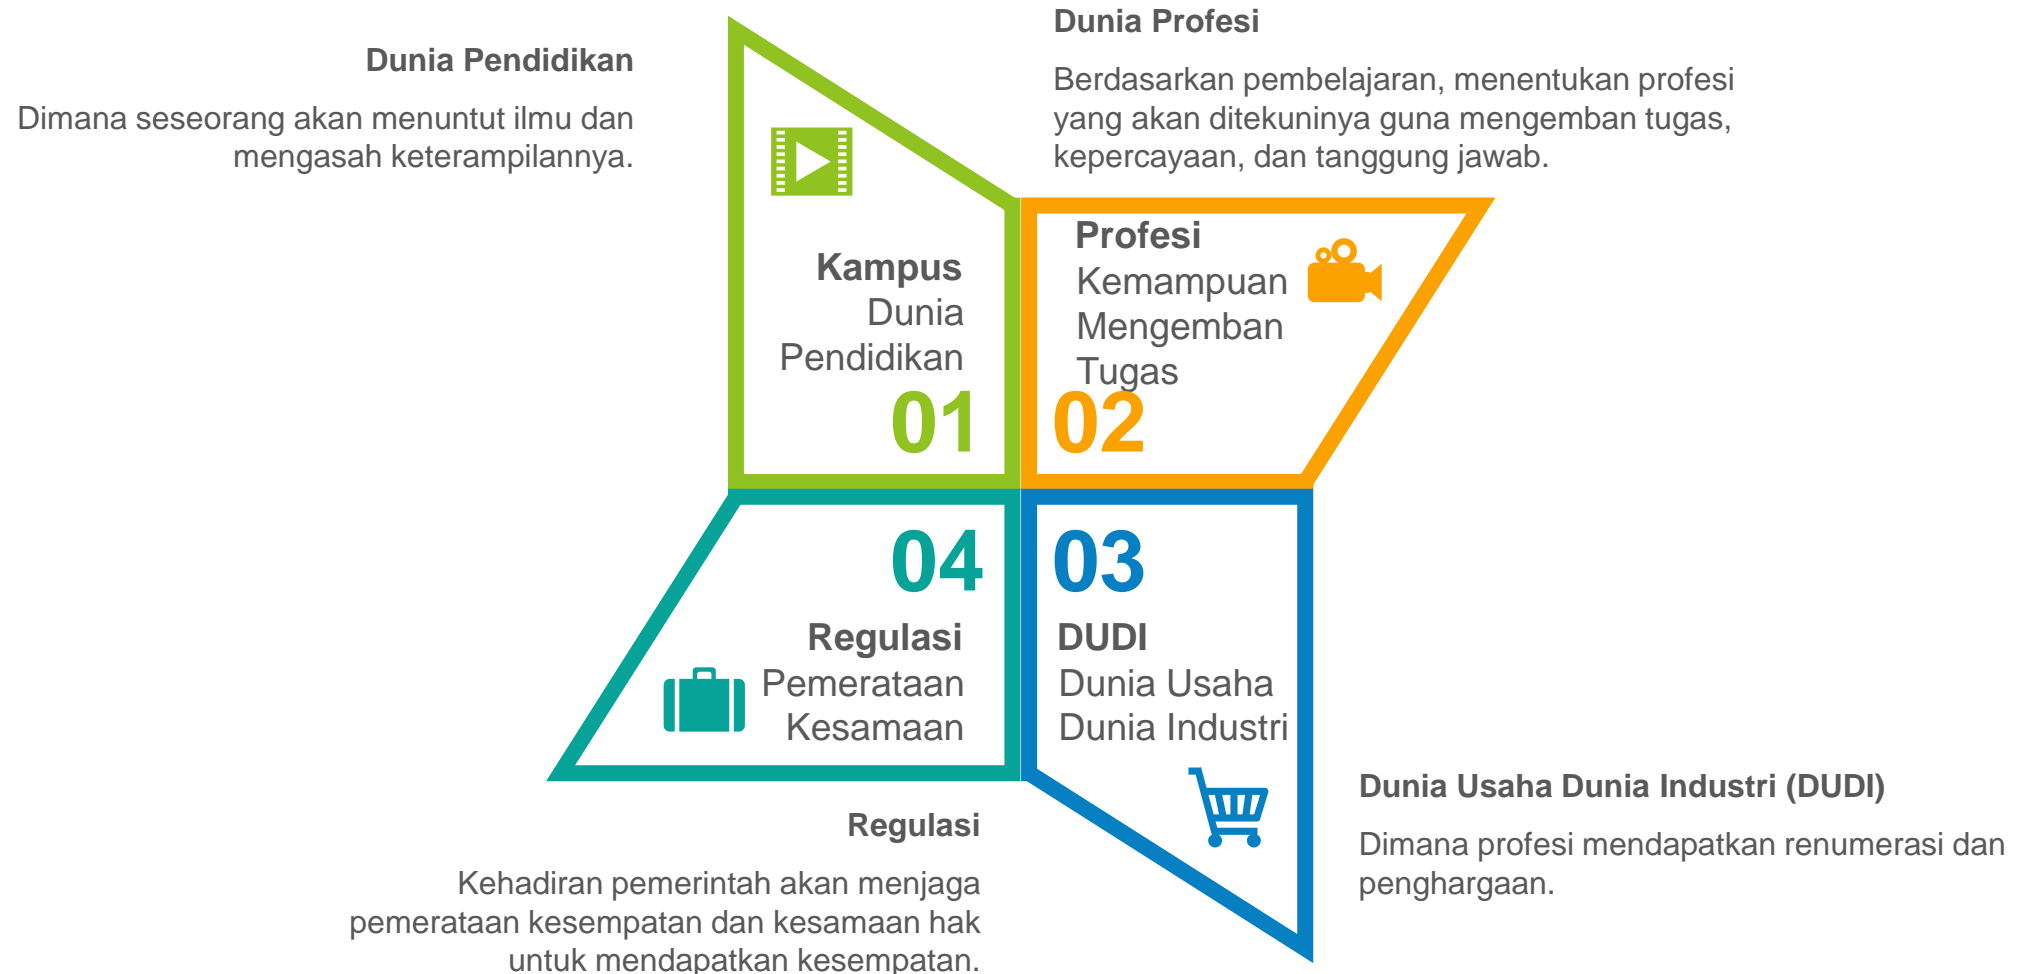 Dunia Pendidikan
Dimana seseorang akan menuntut ilmu dan
mengasah keterampilannya.
Dunia Profesi
Berdasarkan pembelajaran, menentukan profesi
yang akan ditekuninya guna mengemban tugas,
kepercayaan, dan tanggung jawab.
Kampus
Dunia
Pendidikan
01
Profesi
Kemampuan
Mengemban
Tugas
02
04
Regulasi
Pemerataan
Kesamaan
03
DUDI
Dunia Usaha
Dunia Industri
Regulasi
Kehadiran pemerintah akan menjaga
pemerataan kesempatan dan kesamaan hak
untuk mendapatkan kesempatan.
Dunia Usaha Dunia Industri (DUDI)
Dimana profesi mendapatkan renumerasi dan
penghargaan.